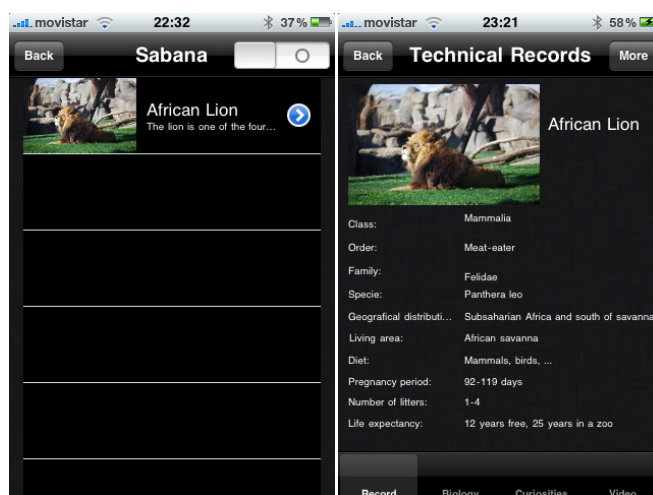 movistar 22:32 37%
Back Sabana
African Lion
The lion is one of the four...
movistar 23:21 58%
Back Technical Records More
African Lion
Class: Mammalia
Order: Meat-eater
Family: Felidae
Specie: Panthera leo
Geografical distributi... Subsaharian Africa and south of savanna
Living area: African savanna
Diet: Mammals, birds, ...
Pregnancy period: 92-119 days
Number of litters: 1-4
Life expectancy: 12 years free, 25 years in a zoo
Record Biology Curiosities Video